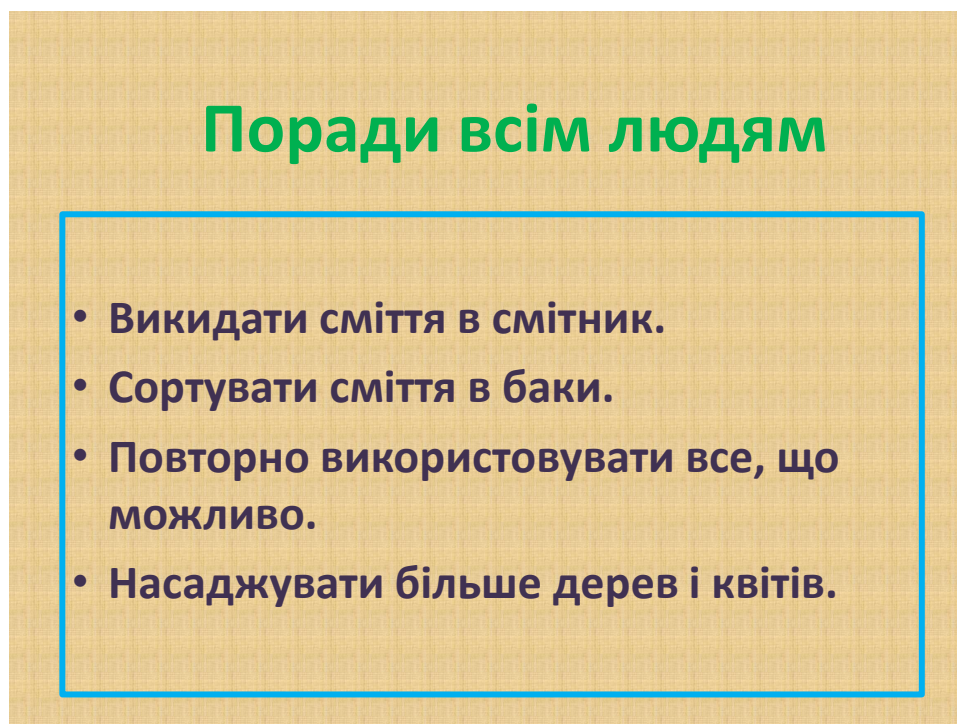 Поради всім людям
• Викидати сміття в смітник.
• Сортувати сміття в баки.
• Повторно використовувати все, що
можливо.
• Насаджувати більше дерев і квітів.